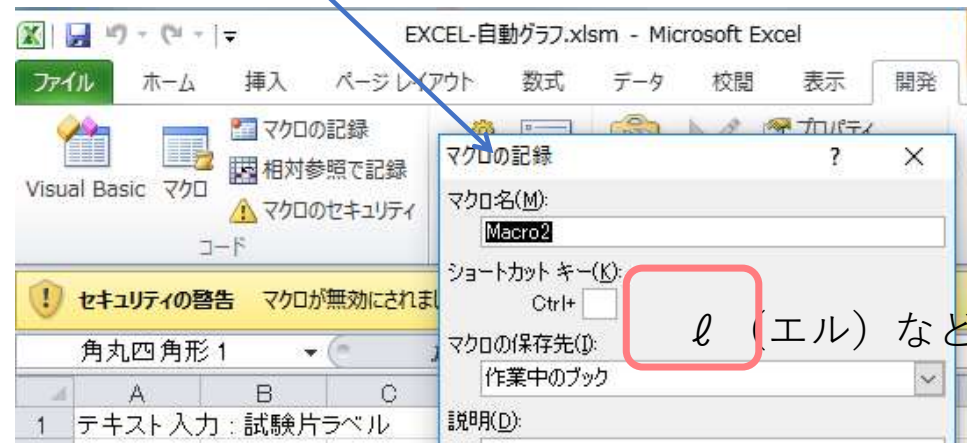 EXCEL-自動グラフ.xlsm - Microsoft Excel
ファイル ホーム 挿入 ページ レイアウト 数式 データ 校閲 表示 開発
Visual Basic マクロ
マクロの記録
相対参照で記録
マクロのセキュリティ
コード
プロパティ
セキュリティの警告 マクロが無効にされまし
角丸四角形 1
A B C
1 テキスト入力:試験片ラベル
マクロの記録 ? ×
マクロ名(M):
Macro2
ショートカット キー(K):
Ctrl+
ℓ (エル) など
マクロの保存先(I):
作業中のブック
説明(D):